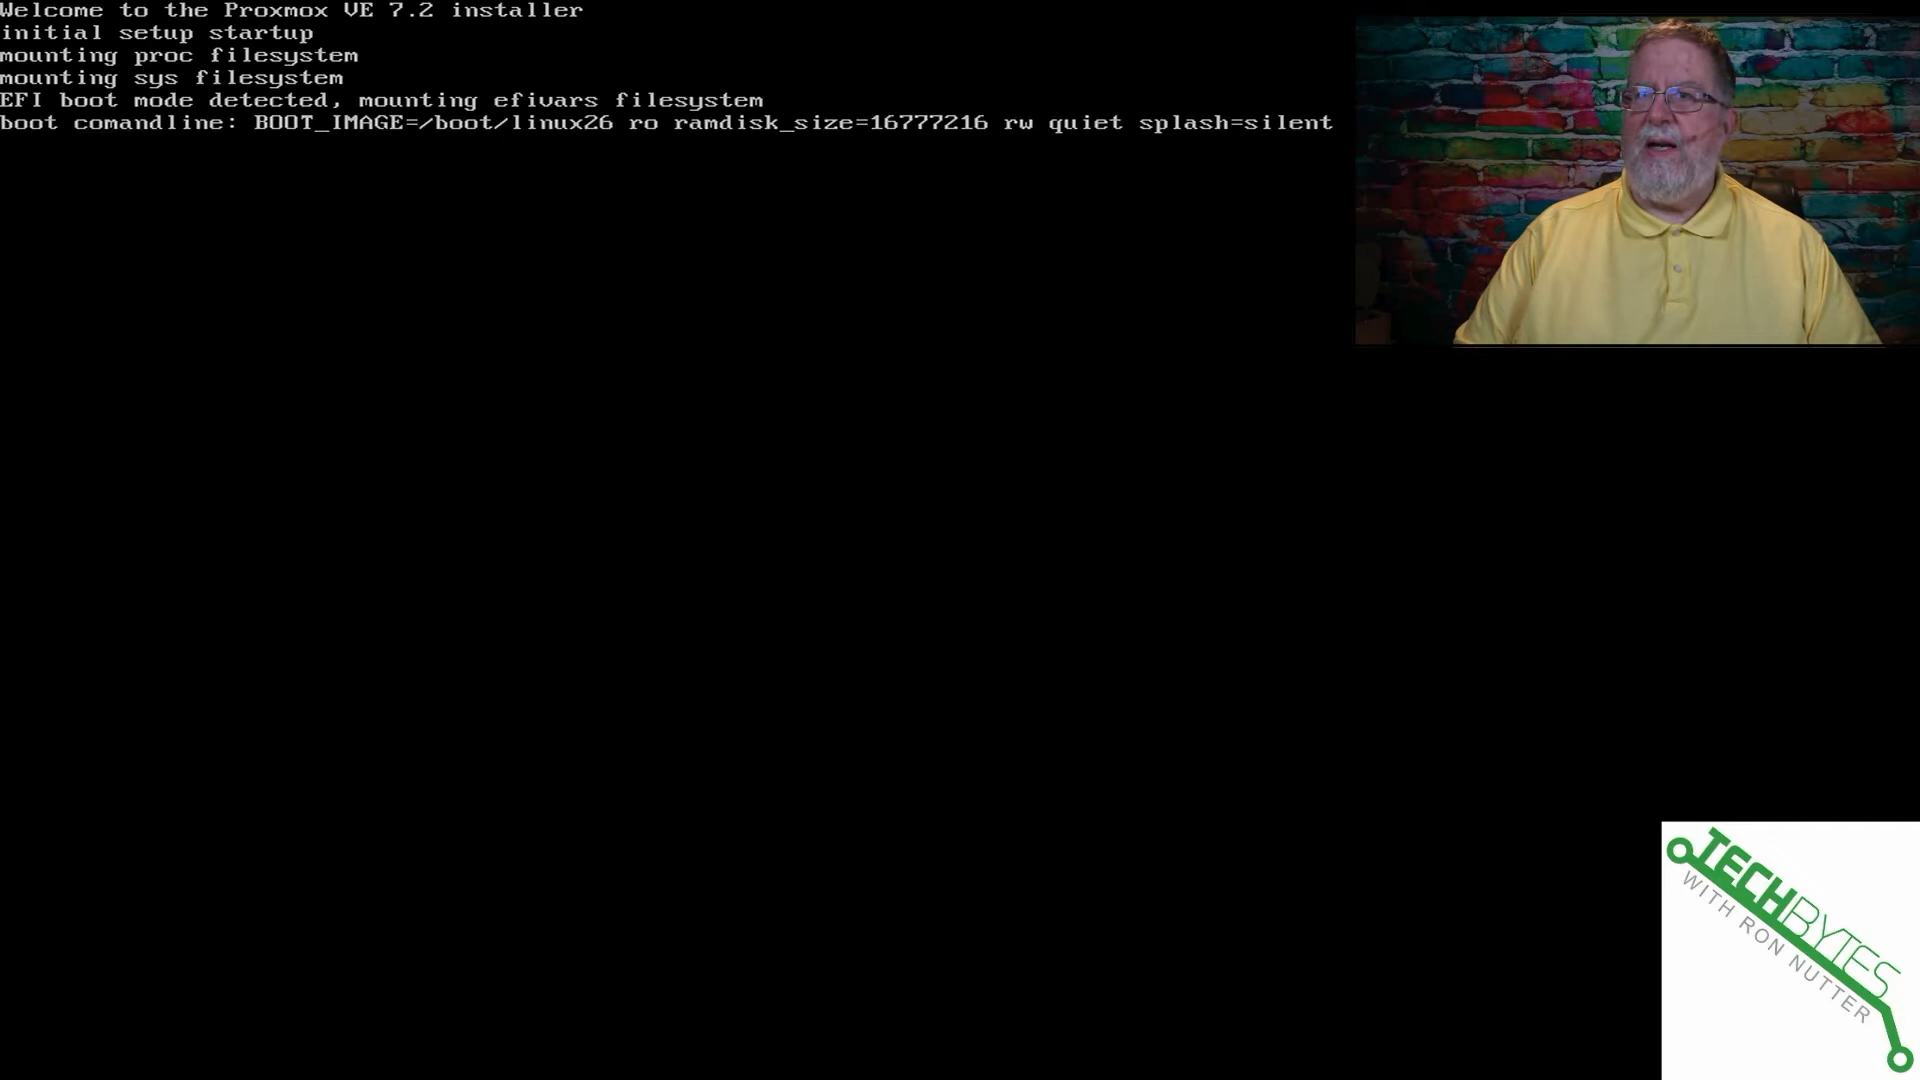 Welcome to the Proxmox VE 7.2 installer
initial setup startup
mounting proc filesystem
mounting sys filesystem
EFI boot mode detected, mounting efivars filesystem
boot comandline: BOOT_IMAGE=/boot/linux26 ro ramdisk_size=16777216 rw quiet splash=silent
TECHBYTES
WITH RON NUTTER